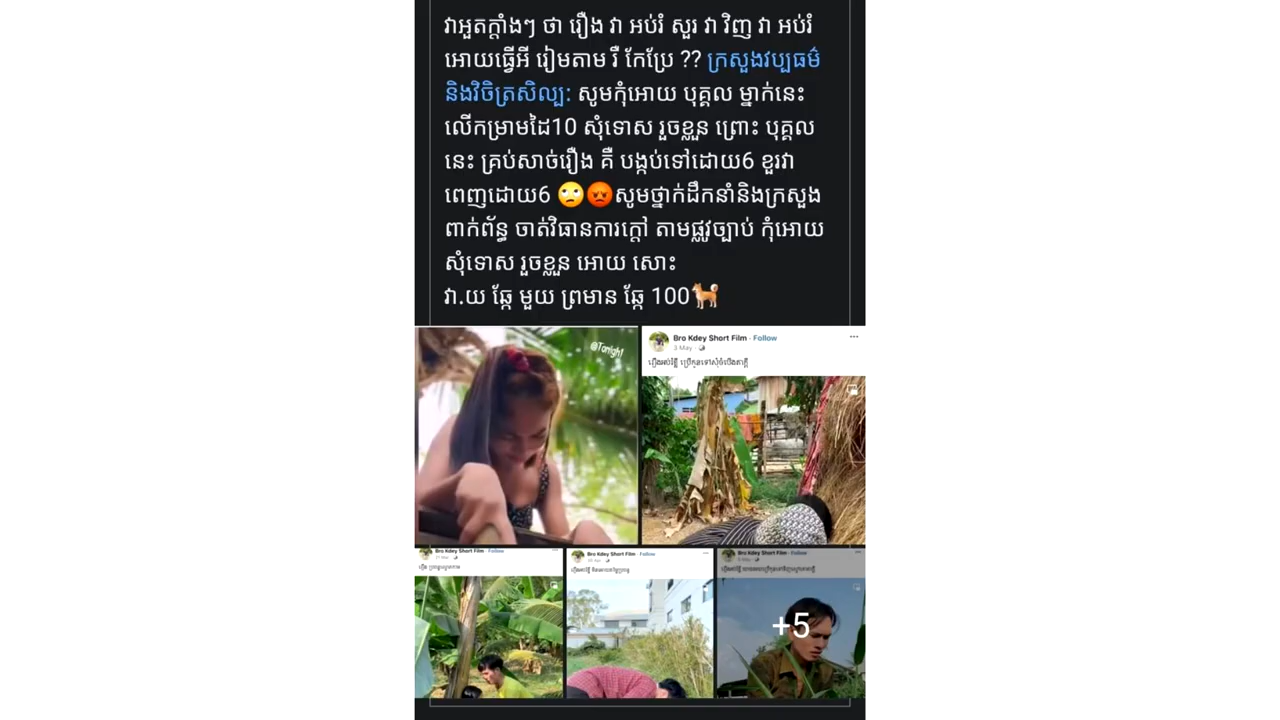 វាអួតក្ដាំងៗ ថា រឿង វា អប់រំ សួរ វា វិញ វា អប់រំ
អោយធ្វើអី រៀមតាម រឺ កែប្រែ ?? ក្រសួងវប្បធម៌
និងវិចិត្រសិល្បៈ សូមកុំអោយ បុគ្គល ម្នាក់នេះ
លើកម្រាមដៃ10 សុំទោស រួចខ្លួន ព្រោះ បុគ្គល
នេះ គ្រប់សាច់រឿង គឺ បង្កប់ទៅដោយ6 ខួរវា
ពេញដោយ6 🙄😡សូមថ្នាក់ដឹកនាំនិងក្រសួង
ពាក់ព័ន្ធ ចាត់វិធានការក្ដៅ តាមផ្លូវច្បាប់ កុំអោយ
សុំទោស រួចខ្លួន អោយ សោះ
វា.យ ឆ្កែ មួយ ព្រមាន ឆ្កែ 100🐕
@Tonight
Bro Kdey Short Film · Follow
3 May
Bro Kdey Short Film · Follow
Bro Kdey Short Film · Follow
Bro Kdey Short Film · Follow
+5